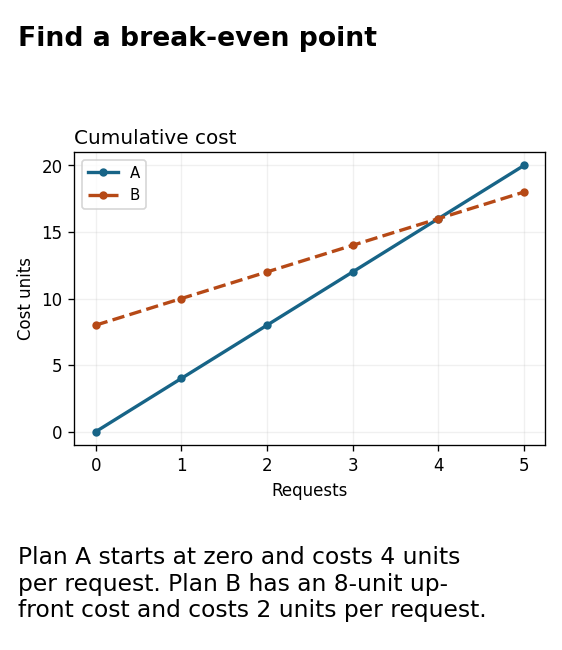 Find a break-even point
Cumulative cost
A
B
20
15
10
5
0
Cost units
0 1 2 3 4 5
Requests
Plan A starts at zero and costs 4 units
per request. Plan B has an 8-unit up-
front cost and costs 2 units per request.